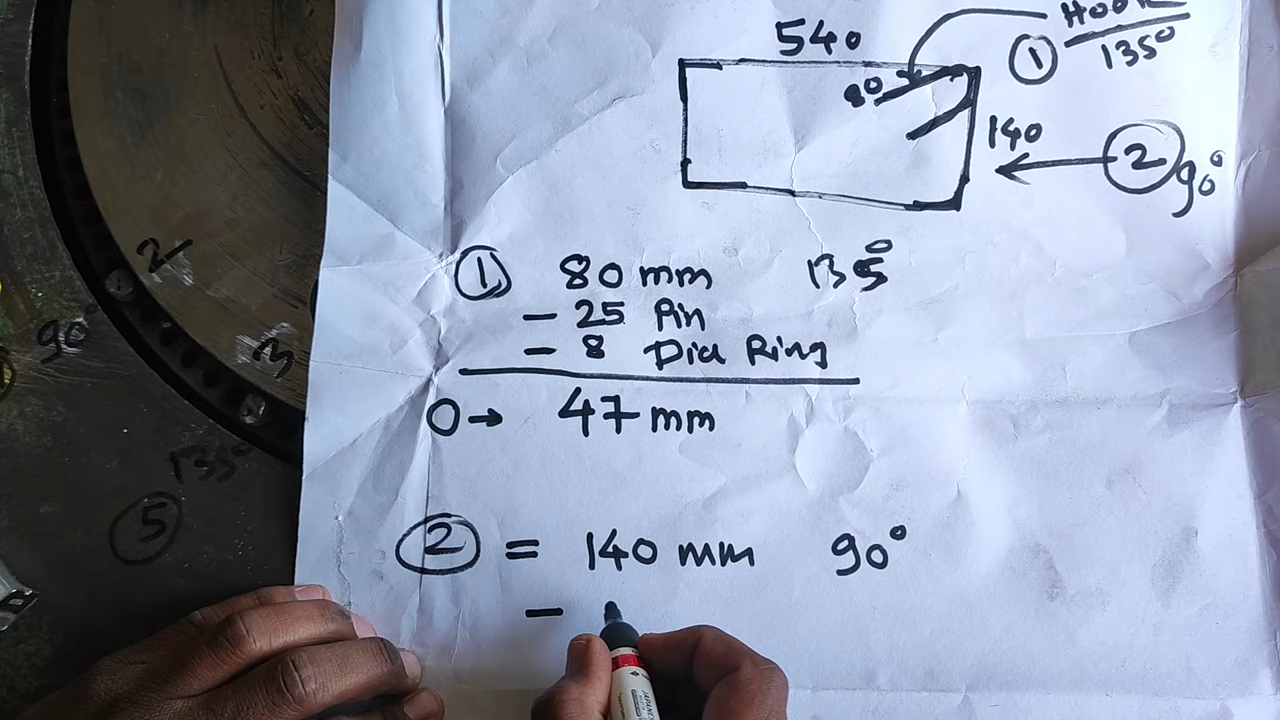 HOOK
135°
①
540
80
140
② 90°
① 80 mm 135°
- 25 Pin
- 8 Dia Ring
0→ 47 mm
② = 140 mm 90°
-
2
90°
3
135°
⑤
JAPANE